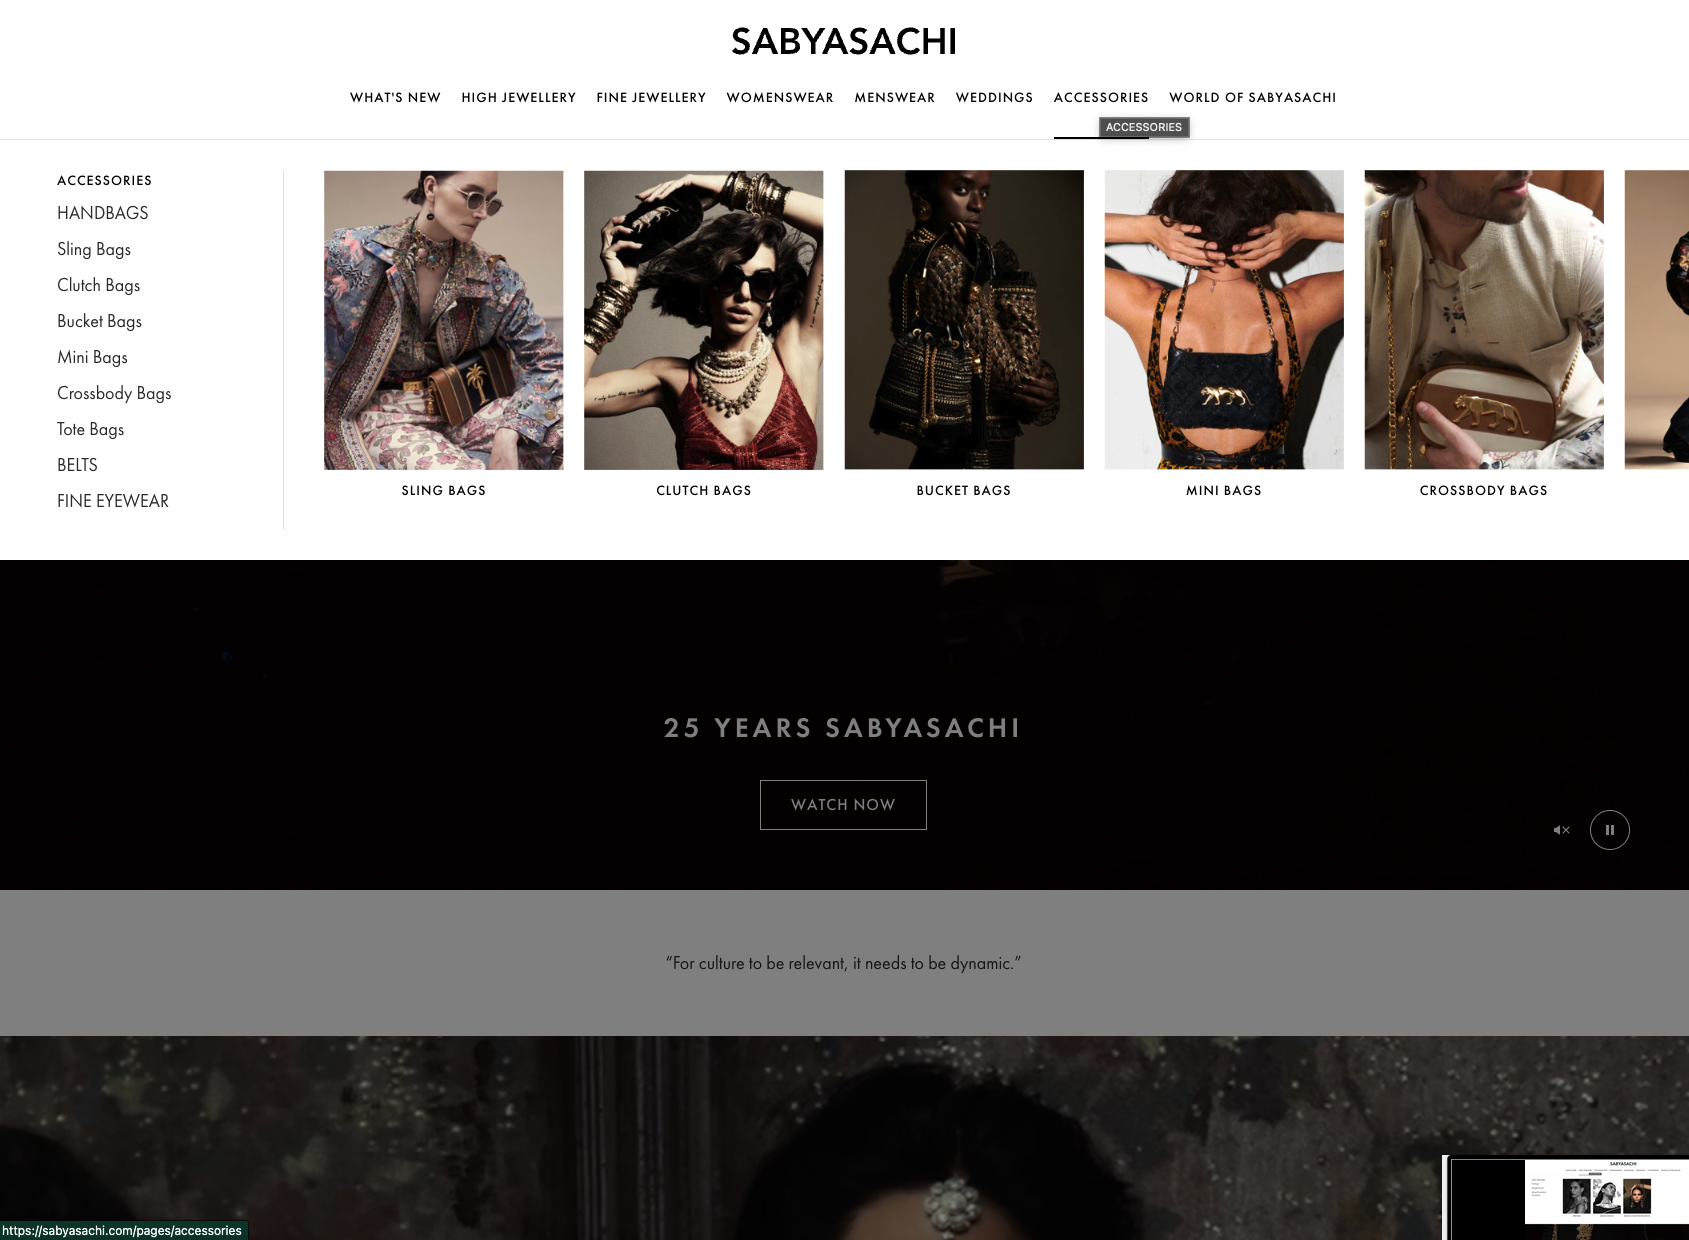 SABYASACHI
WHAT'S NEW HIGH JEWELLERY FINE JEWELLERY WOMENSWEAR MENSWEAR WEDDINGS ACCESSORIES WORLD OF SABYASACHI
ACCESSORIES
ACCESSORIES
HANDBAGS
Sling Bags
Clutch Bags
Bucket Bags
Mini Bags
Crossbody Bags
Tote Bags
BELTS
FINE EYEWEAR
SLING BAGS
CLUTCH BAGS
BUCKET BAGS
MINI BAGS
CROSSBODY BAGS
25 YEARS SABYASACHI
WATCH NOW
“For culture to be relevant, it needs to be dynamic.”
SABYASACHI
https://sabyasachi.com/pages/accessories